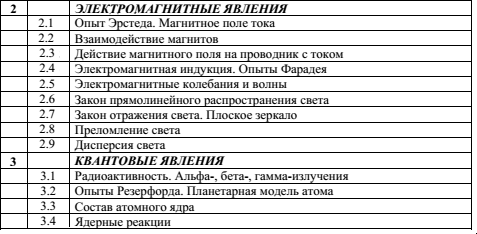 2 ЭЛЕКТРОМАГНИТНЫЕ ЯВЛЕНИЯ
2.1 Опыт Эрстеда. Магнитное поле тока
2.2 Взаимодействие магнитов
2.3 Действие магнитного поля на проводник с током
2.4 Электромагнитная индукция. Опыты Фарадея
2.5 Электромагнитные колебания и волны
2.6 Закон прямолинейного распространения света
2.7 Закон отражения света. Плоское зеркало
2.8 Преломление света
2.9 Дисперсия света
3 КВАНТОВЫЕ ЯВЛЕНИЯ
3.1 Радиоактивность. Альфа-, бета-, гамма-излучения
3.2 Опыты Резерфорда. Планетарная модель атома
3.3 Состав атомного ядра
3.4 Ядерные реакции